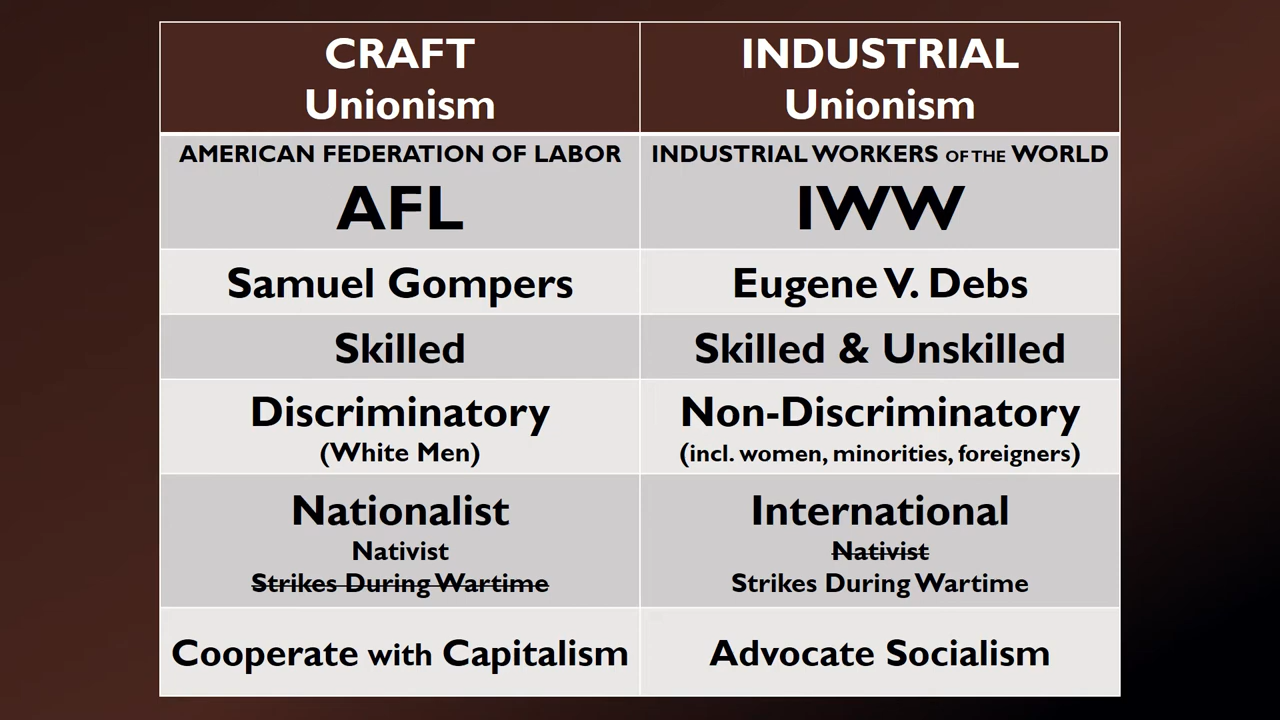 CRAFT
Unionism
INDUSTRIAL
Unionism
AMERICAN FEDERATION OF LABOR
AFL
INDUSTRIAL WORKERS OF THE WORLD
IWW
Samuel Gompers
Eugene V. Debs
Skilled
Skilled & Unskilled
Discriminatory
(White Men)
Non-Discriminatory
(incl. women, minorities, foreigners)
Nationalist
Nativist
Strikes During Wartime
International
Nativist
Strikes During Wartime
Cooperate with Capitalism
Advocate Socialism